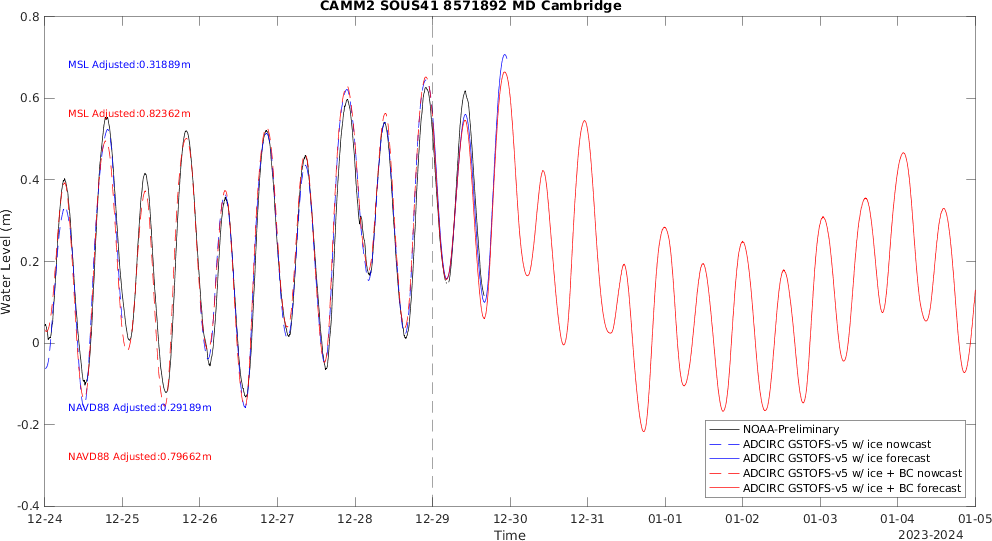 CAMM2 SOUS41 8571892 MD Cambridge
0.8
0.6
0.4
0.2
0
-0.2
-0.4
Water Level (m)
MSL Adjusted:0.31889m
MSL Adjusted:0.82362m
NAVD88 Adjusted:0.29189m
NAVD88 Adjusted:0.79662m
NOAA-Preliminary
ADCIRC GSTOFS-v5 w/ ice nowcast
ADCIRC GSTOFS-v5 w/ ice forecast
ADCIRC GSTOFS-v5 w/ ice + BC nowcast
ADCIRC GSTOFS-v5 w/ ice + BC forecast
12-24 12-25 12-26 12-27 12-28 12-29 12-30 12-31 01-01 01-02 01-03 01-04 01-05
Time
2023-2024